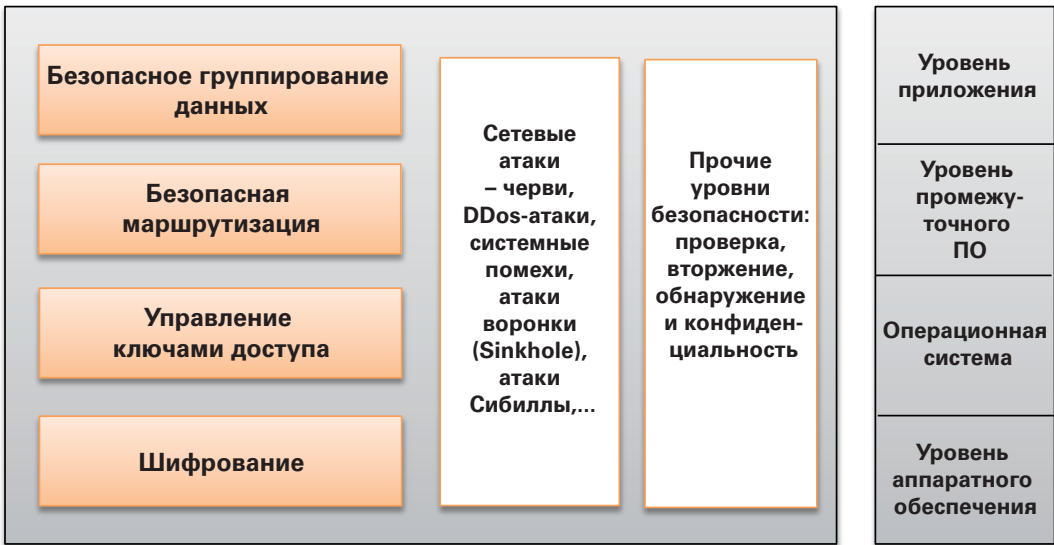 Безопасное группирование
данных
Безопасная
маршрутизация
Управление
ключами доступа
Шифрование
Сетевые
атаки
– черви,
DDos-атаки,
системные
помехи,
атаки
воронки
(Sinkhole),
атаки
Сибиллы,...
Прочие
уровни
безопасности:
проверка,
вторжение,
обнаружение
и конфиден-
циальность
Уровень
приложения
Уровень
промежу-
точного
ПО
Операционная
система
Уровень
аппаратного
обеспечения